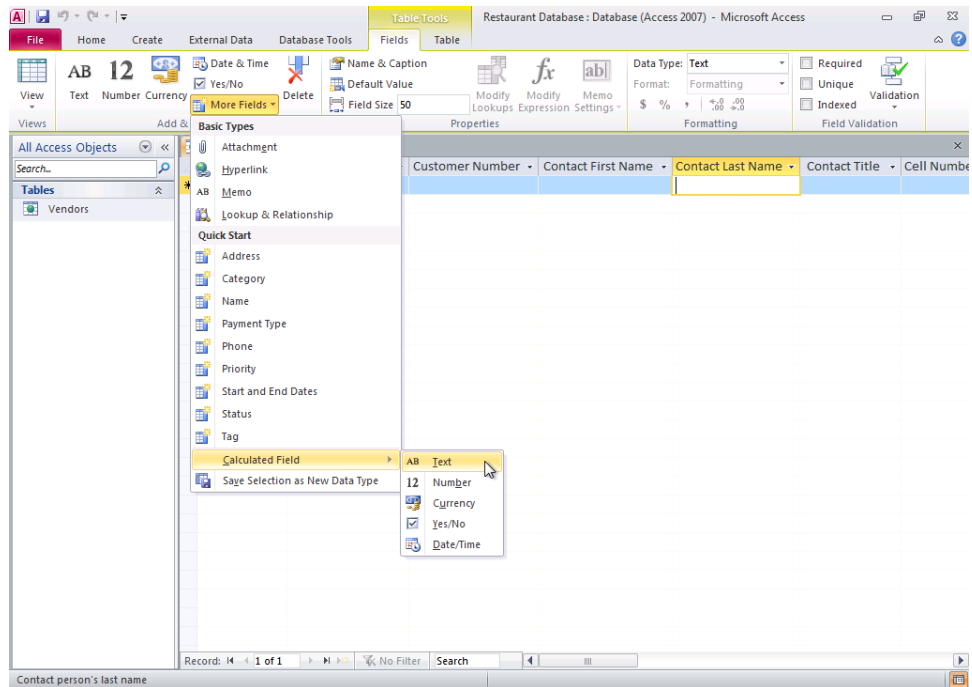 Table Tools
Restaurant Database : Database (Access 2007) - Microsoft Access
File Home Create External Data Database Tools Fields Table
View
AB Text
12 Number
Currency
Date & Time
Yes/No
More Fields
Delete
Name & Caption
Default Value
Field Size 50
Modify Lookups
fx Modify Expression
ab Memo Settings
Data Type: Text
Format: Formatting
$ % , .00 .00
Required
Unique
Indexed
Validation
Views Add & Properties Formatting Field Validation
All Access Objects
Search...
Tables
Vendors
Customer Number Contact First Name Contact Last Name Contact Title Cell Numbe
Basic Types
Attachment
Hyperlink
AB Memo
Lookup & Relationship
Quick Start
Address
Category
Name
Payment Type
Phone
Priority
Start and End Dates
Status
Tag
Calculated Field
Save Selection as New Data Type
AB Text
12 Number
Currency
Yes/No
Date/Time
Record: 1 of 1 No Filter Search
Contact person's last name